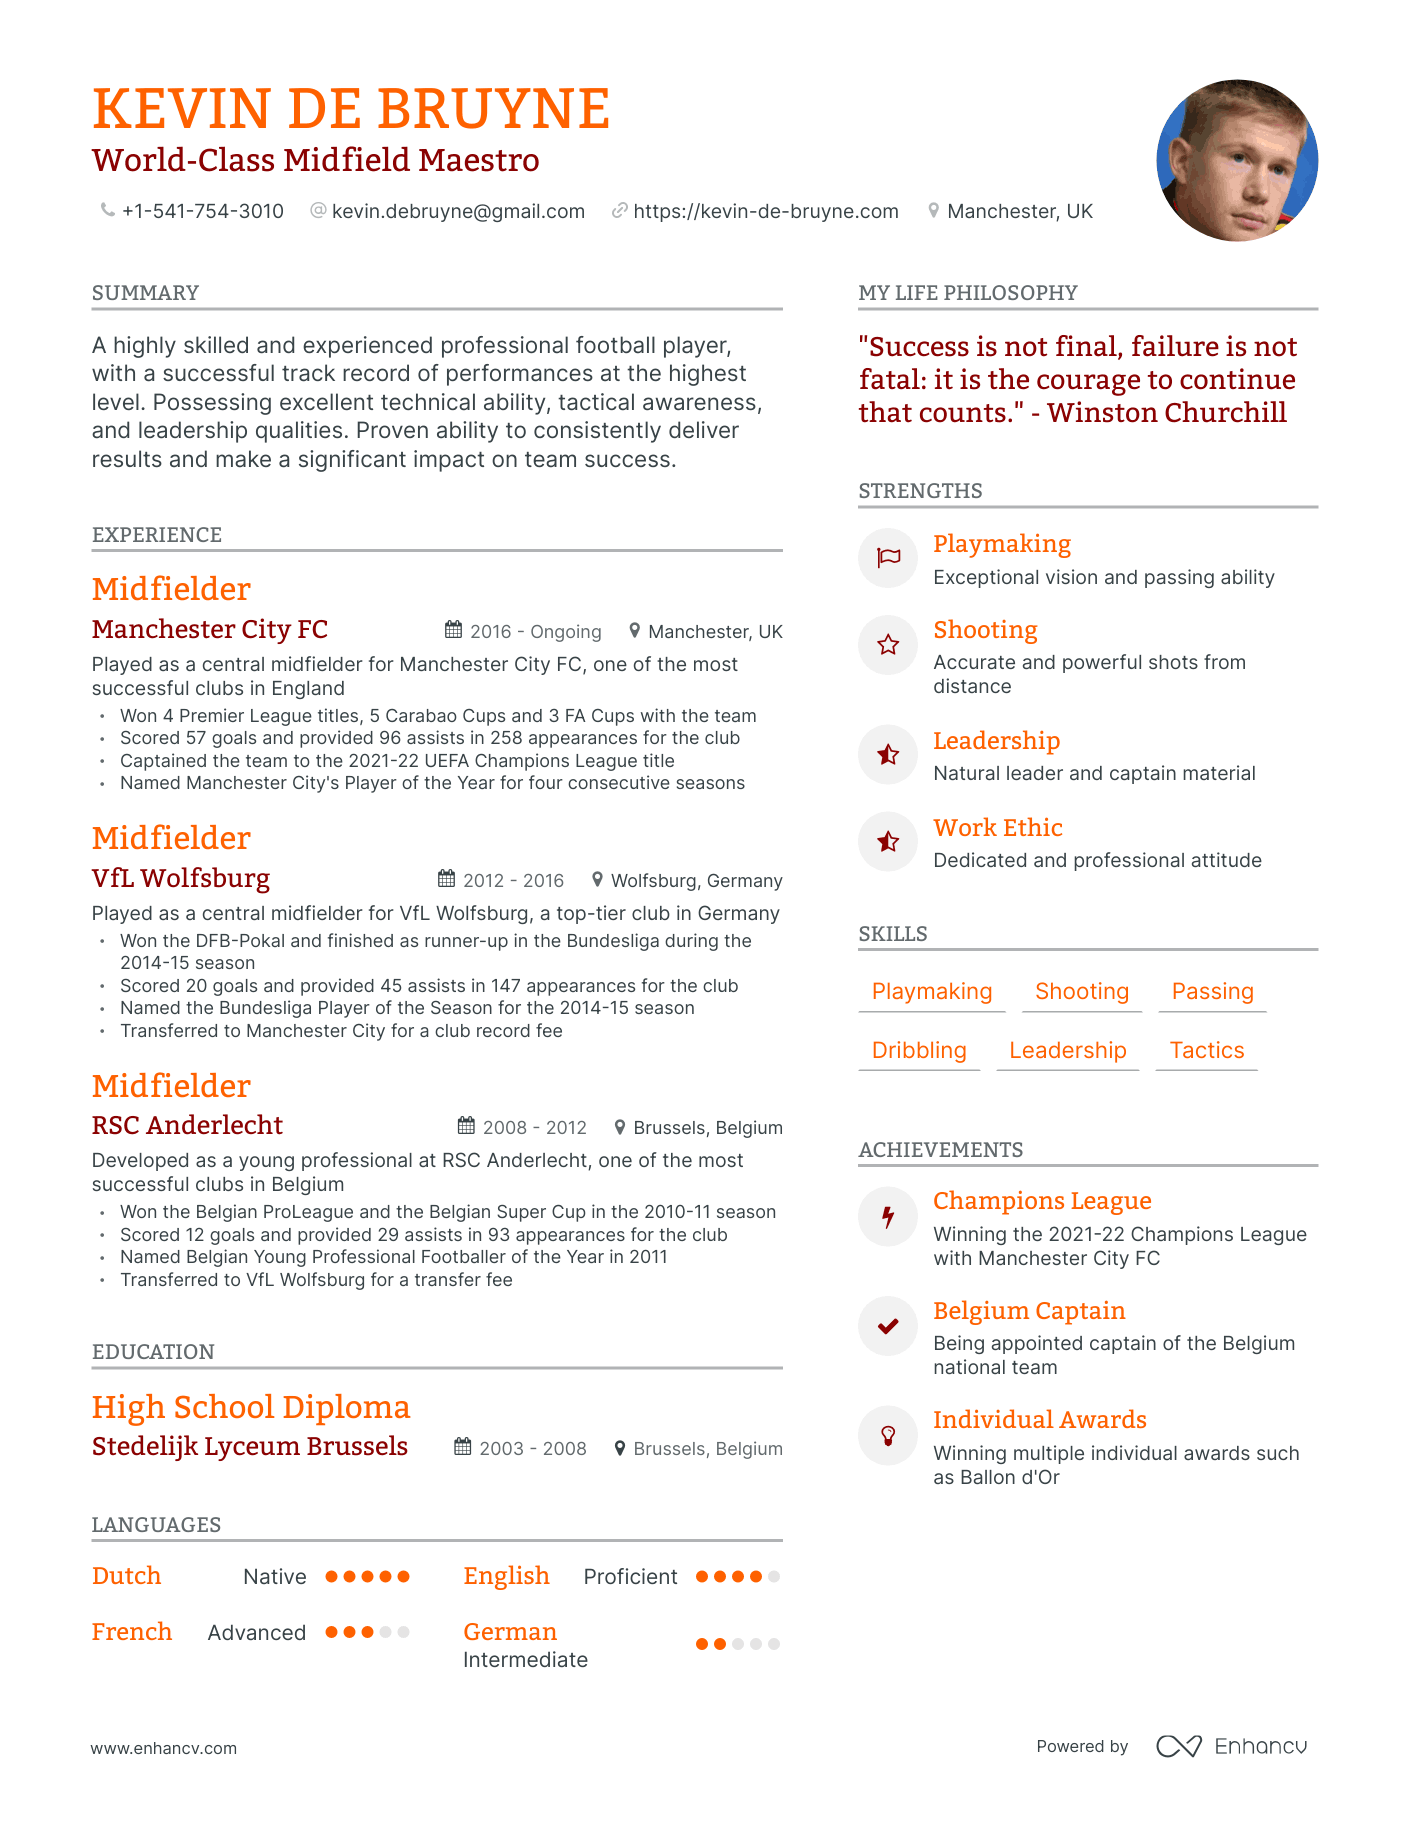 KEVIN DE BRUYNE
World-Class Midfield Maestro
+1-541-754-3010 @ kevin.debruyne@gmail.com https://kevin-de-bruyne.com Manchester, UK
SUMMARY
A highly skilled and experienced professional football player,
with a successful track record of performances at the highest
level. Possessing excellent technical ability, tactical awareness,
and leadership qualities. Proven ability to consistently deliver
results and make a significant impact on team success.
EXPERIENCE
Midfielder
Manchester City FC 2016 - Ongoing Manchester, UK
Played as a central midfielder for Manchester City FC, one of the most
successful clubs in England
• Won 4 Premier League titles, 5 Carabao Cups and 3 FA Cups with the team
• Scored 57 goals and provided 96 assists in 258 appearances for the club
• Captained the team to the 2021-22 UEFA Champions League title
• Named Manchester City's Player of the Year for four consecutive seasons
Midfielder
VfL Wolfsburg 2012 - 2016 Wolfsburg, Germany
Played as a central midfielder for VfL Wolfsburg, a top-tier club in Germany
• Won the DFB-Pokal and finished as runner-up in the Bundesliga during the
2014-15 season
• Scored 20 goals and provided 45 assists in 147 appearances for the club
• Named the Bundesliga Player of the Season for the 2014-15 season
• Transferred to Manchester City for a club record fee
Midfielder
RSC Anderlecht 2008 - 2012 Brussels, Belgium
Developed as a young professional at RSC Anderlecht, one of the most
successful clubs in Belgium
• Won the Belgian ProLeague and the Belgian Super Cup in the 2010-11 season
• Scored 12 goals and provided 29 assists in 93 appearances for the club
• Named Belgian Young Professional Footballer of the Year in 2011
• Transferred to VfL Wolfsburg for a transfer fee
EDUCATION
High School Diploma
Stedelijk Lyceum Brussels 2003 - 2008 Brussels, Belgium
LANGUAGES
Dutch Native English Proficient
French Advanced German
Intermediate
MY LIFE PHILOSOPHY
"Success is not final, failure is not
fatal: it is the courage to continue
that counts." - Winston Churchill
STRENGTHS
Playmaking
Exceptional vision and passing ability
Shooting
Accurate and powerful shots from
distance
Leadership
Natural leader and captain material
Work Ethic
Dedicated and professional attitude
SKILLS
Playmaking Shooting Passing
Dribbling Leadership Tactics
ACHIEVEMENTS
Champions League
Winning the 2021-22 Champions League
with Manchester City FC
Belgium Captain
Being appointed captain of the Belgium
national team
Individual Awards
Winning multiple individual awards such
as Ballon d'Or
www.enhancv.com Powered by Enhancv